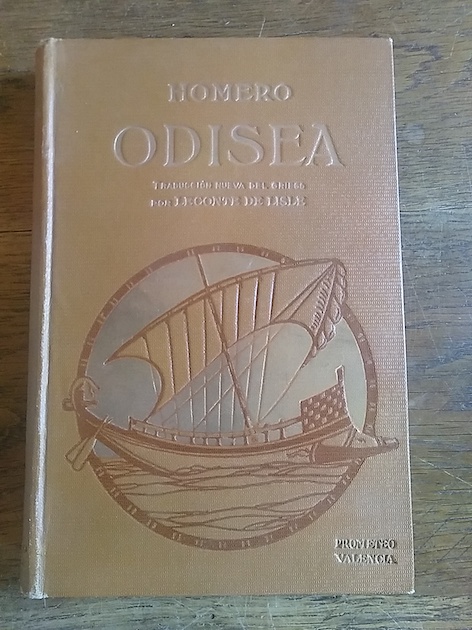 HOMERO
ODISEA
TRADUCCIÓN NUEVA DEL GRIEGO
POR LECONTE DE LISLE
PROMETEO
VALENCIA